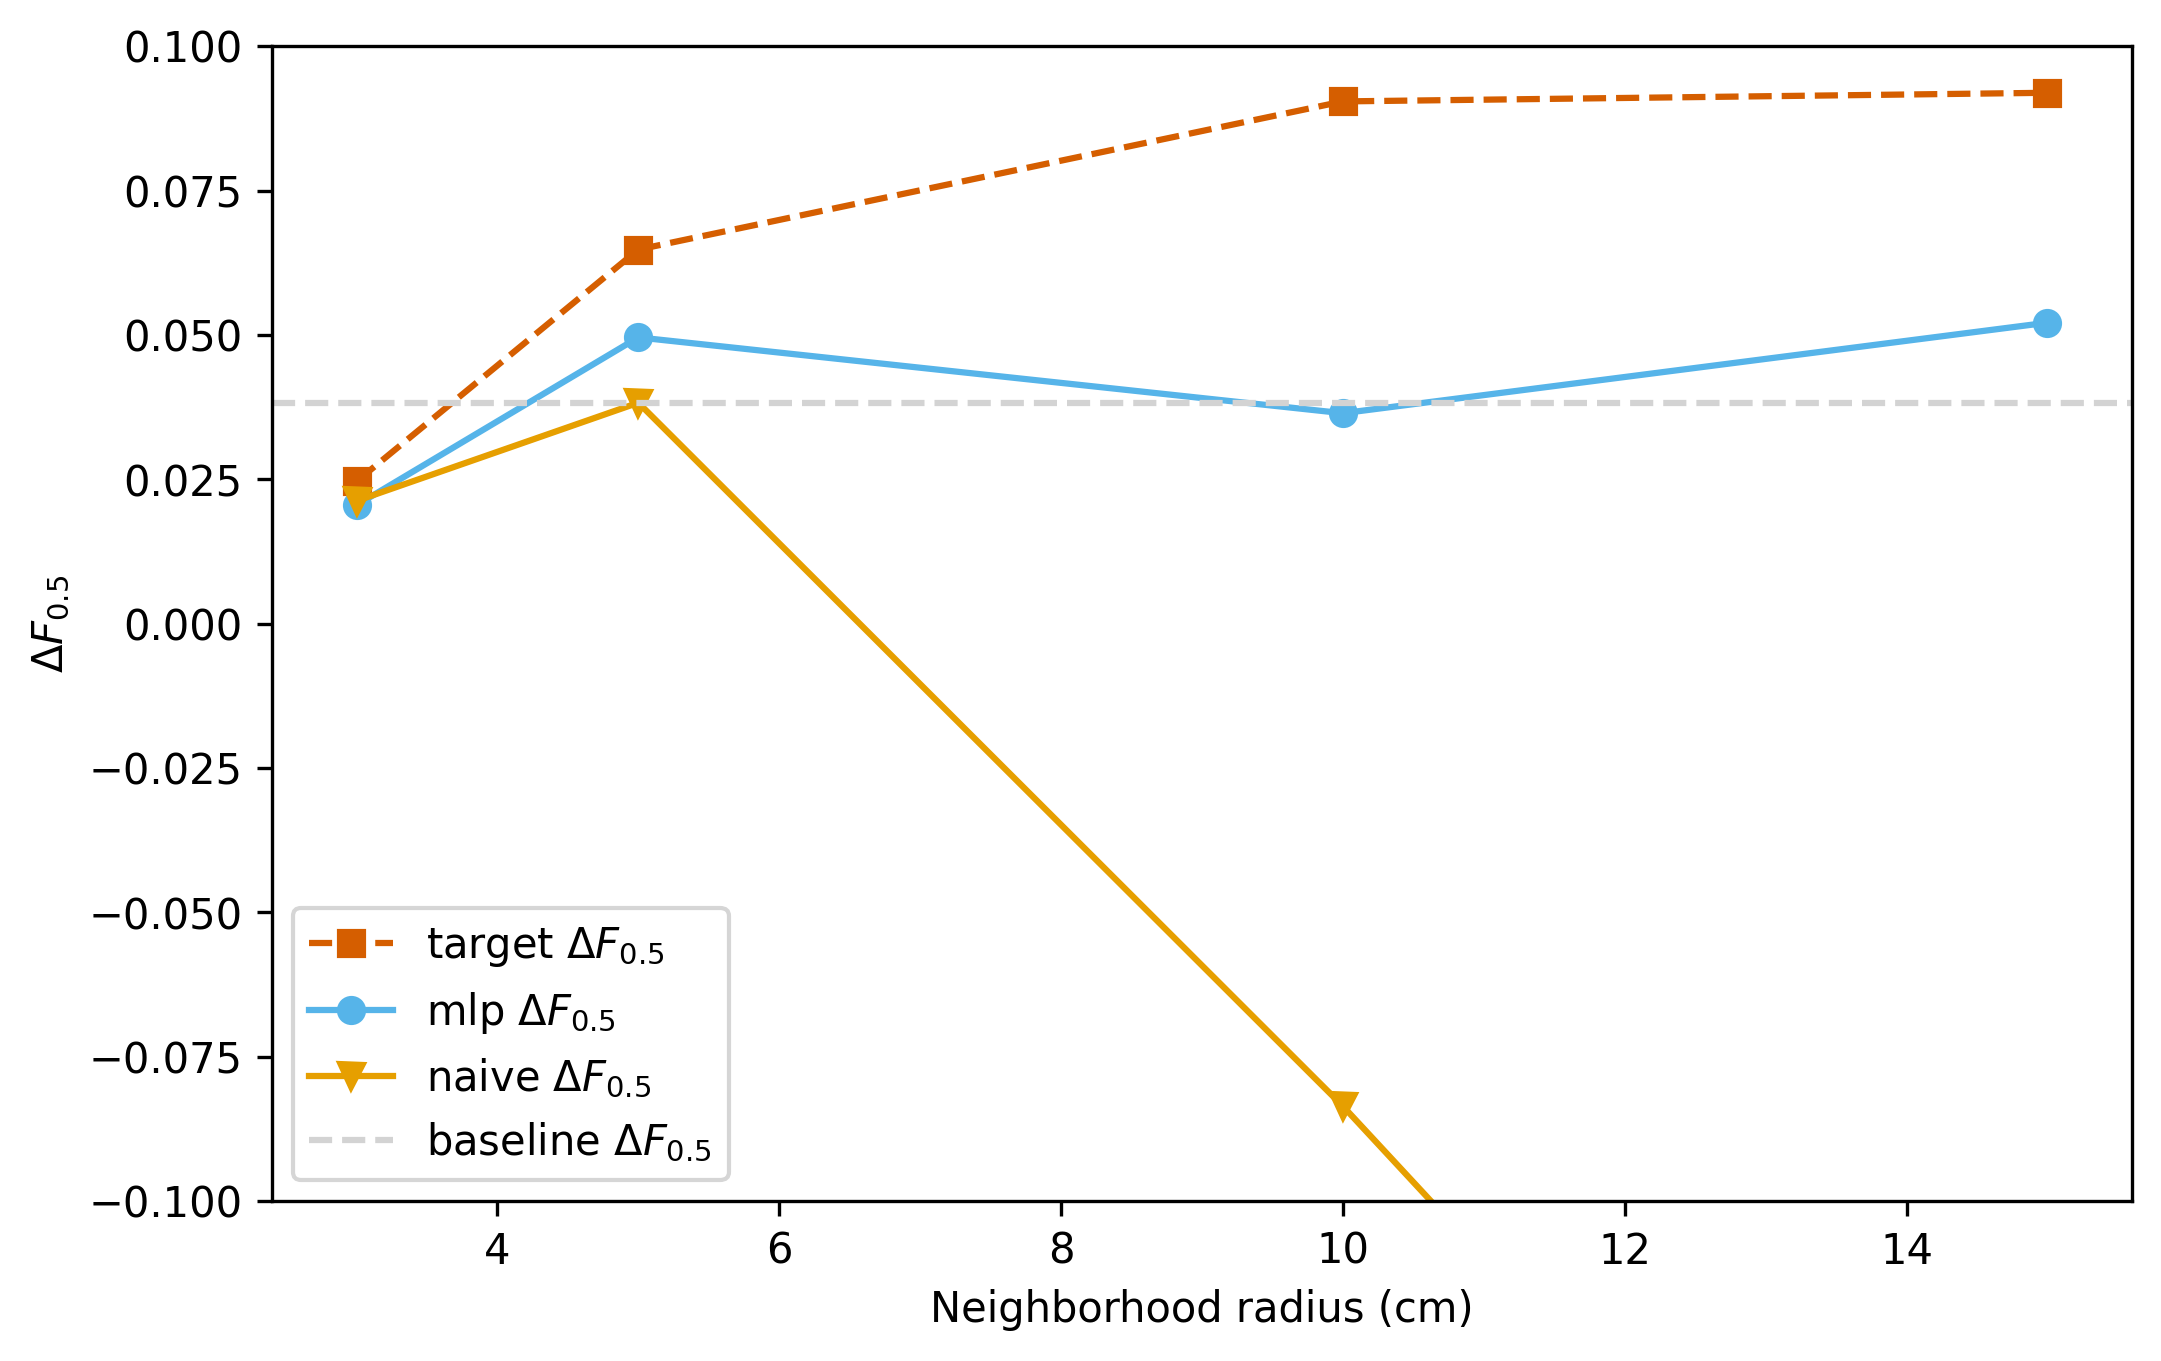 0.100
0.075
0.050
0.025
0.000
−0.025
−0.050
−0.075
−0.100
ΔF0.5
target ΔF0.5
mlp ΔF0.5
naive ΔF0.5
baseline ΔF0.5
4 6 8 10 12 14
Neighborhood radius (cm)